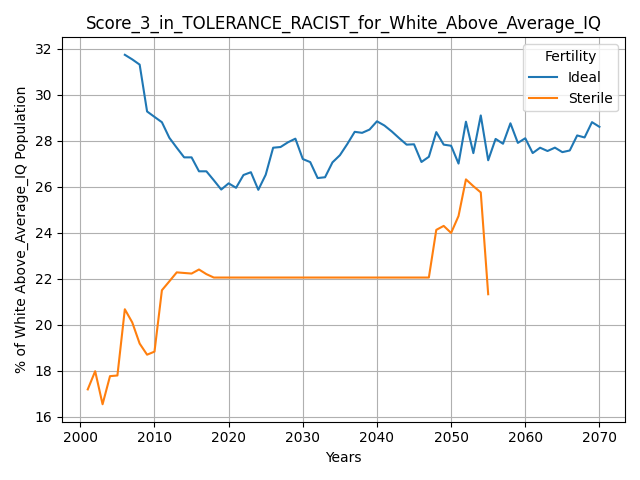 Score_3_in_TOLERANCE_RACIST_for_White_Above_Average_IQ
% of White Above_Average_IQ Population
32
30
28
26
24
22
20
18
16
Fertility
Ideal
Sterile
2000 2010 2020 2030 2040 2050 2060 2070
Years